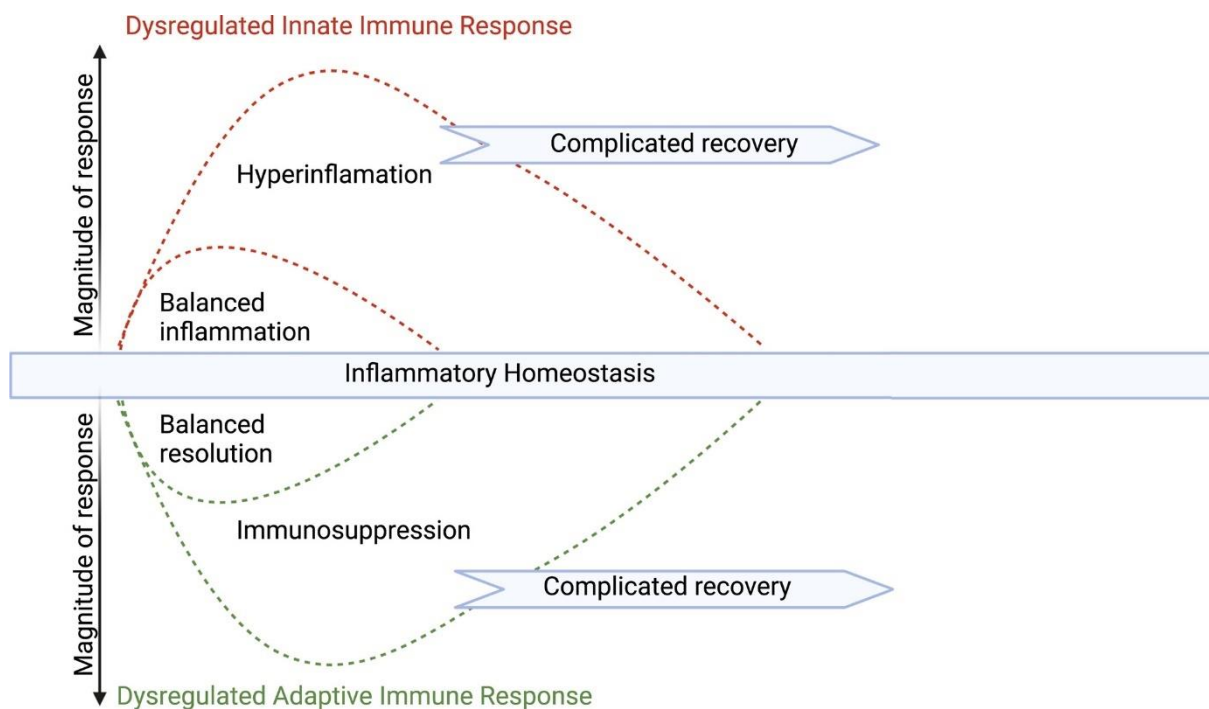 Dysregulated Innate Immune Response
Magnitude of response
Complicated recovery
Hyperinflamation
Balanced
inflammation
Inflammatory Homeostasis
Balanced
resolution
Magnitude of response
Immunosuppression
Complicated recovery
Dysregulated Adaptive Immune Response